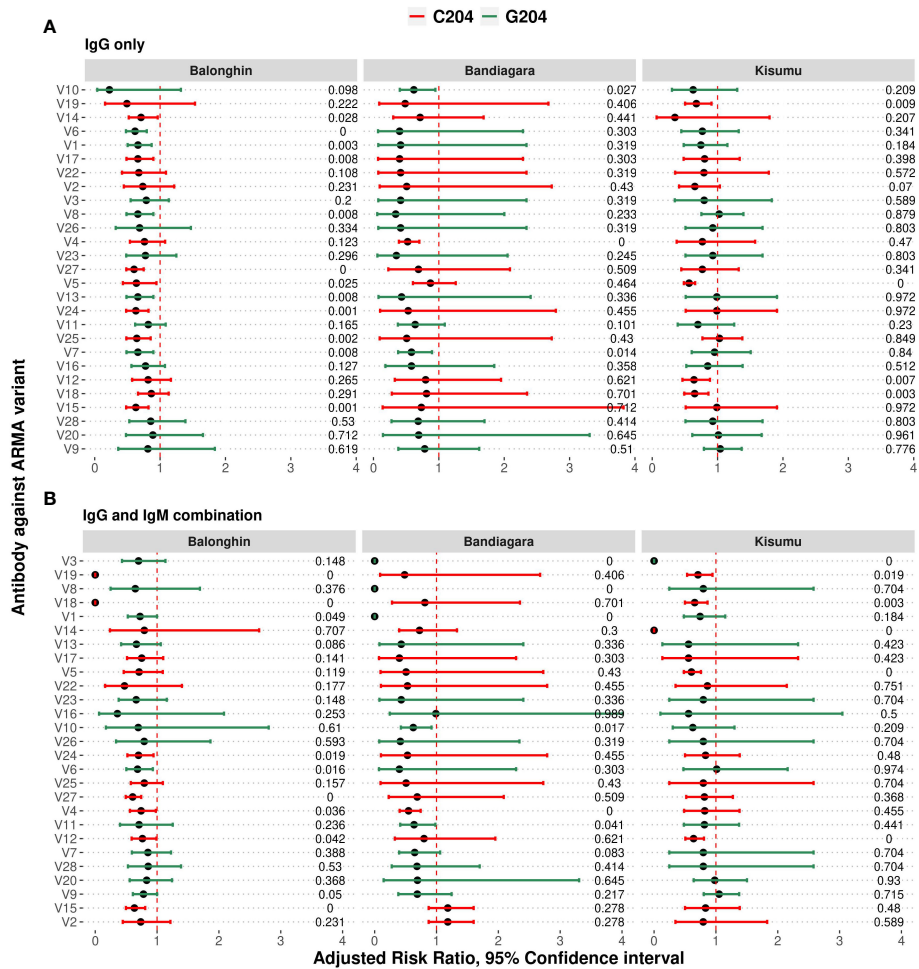 C204 G204
A
IgG only
Balonghin Bandiagara Kisumu
V10 0.098 0.027 0.209
V19 0.222 0.406 0.009
V14 0.028 0.441 0.207
V6 0 0.303 0.341
V1 0.003 0.319 0.184
V17 0.008 0.303 0.398
V22 0.108 0.319 0.572
V2 0.231 0.43 0.07
V3 0.2 0.319 0.589
V8 0.008 0.233 0.879
V26 0.334 0.319 0.803
V4 0.123 0 0.47
V23 0.296 0.245 0.803
V27 0 0.509 0.341
V5 0.025 0.464 0
V13 0.008 0.336 0.972
V24 0.001 0.455 0.972
V11 0.165 0.101 0.23
V25 0.002 0.43 0.849
V7 0.008 0.014 0.84
V16 0.127 0.358 0.512
V12 0.265 0.621 0.007
V18 0.291 0.701 0.003
V15 0.001 0.712 0.972
V28 0.53 0.414 0.803
V20 0.712 0.645 0.961
V9 0.619 0.51 0.776
0 1 2 3 4 0 1 2 3 4 0 1 2 3 4
Antibody against ARMA variant
B
IgG and IgM combination
Balonghin Bandiagara Kisumu
V3 0.148 0 0
V19 0 0.406 0.019
V8 0.376 0 0.704
V18 0 0.701 0.003
V1 0.049 0 0.184
V14 0.707 0.3 0
V13 0.086 0.336 0.423
V17 0.141 0.303 0.423
V5 0.119 0.43 0
V22 0.177 0.455 0.751
V23 0.148 0.336 0.704
V16 0.253 0.989 0.5
V10 0.61 0.017 0.209
V26 0.593 0.319 0.704
V24 0.019 0.455 0.48
V6 0.016 0.303 0.974
V25 0.157 0.43 0.704
V27 0 0.509 0.368
V4 0.036 0 0.455
V11 0.236 0.041 0.441
V12 0.042 0.621 0
V7 0.388 0.083 0.704
V28 0.53 0.414 0.704
V20 0.368 0.645 0.93
V9 0.05 0.217 0.715
V15 0 0.278 0.48
V2 0.231 0.278 0.589
0 1 2 3 4 0 1 2 3 4 0 1 2 3 4
Adjusted Risk Ratio, 95% Confidence interval